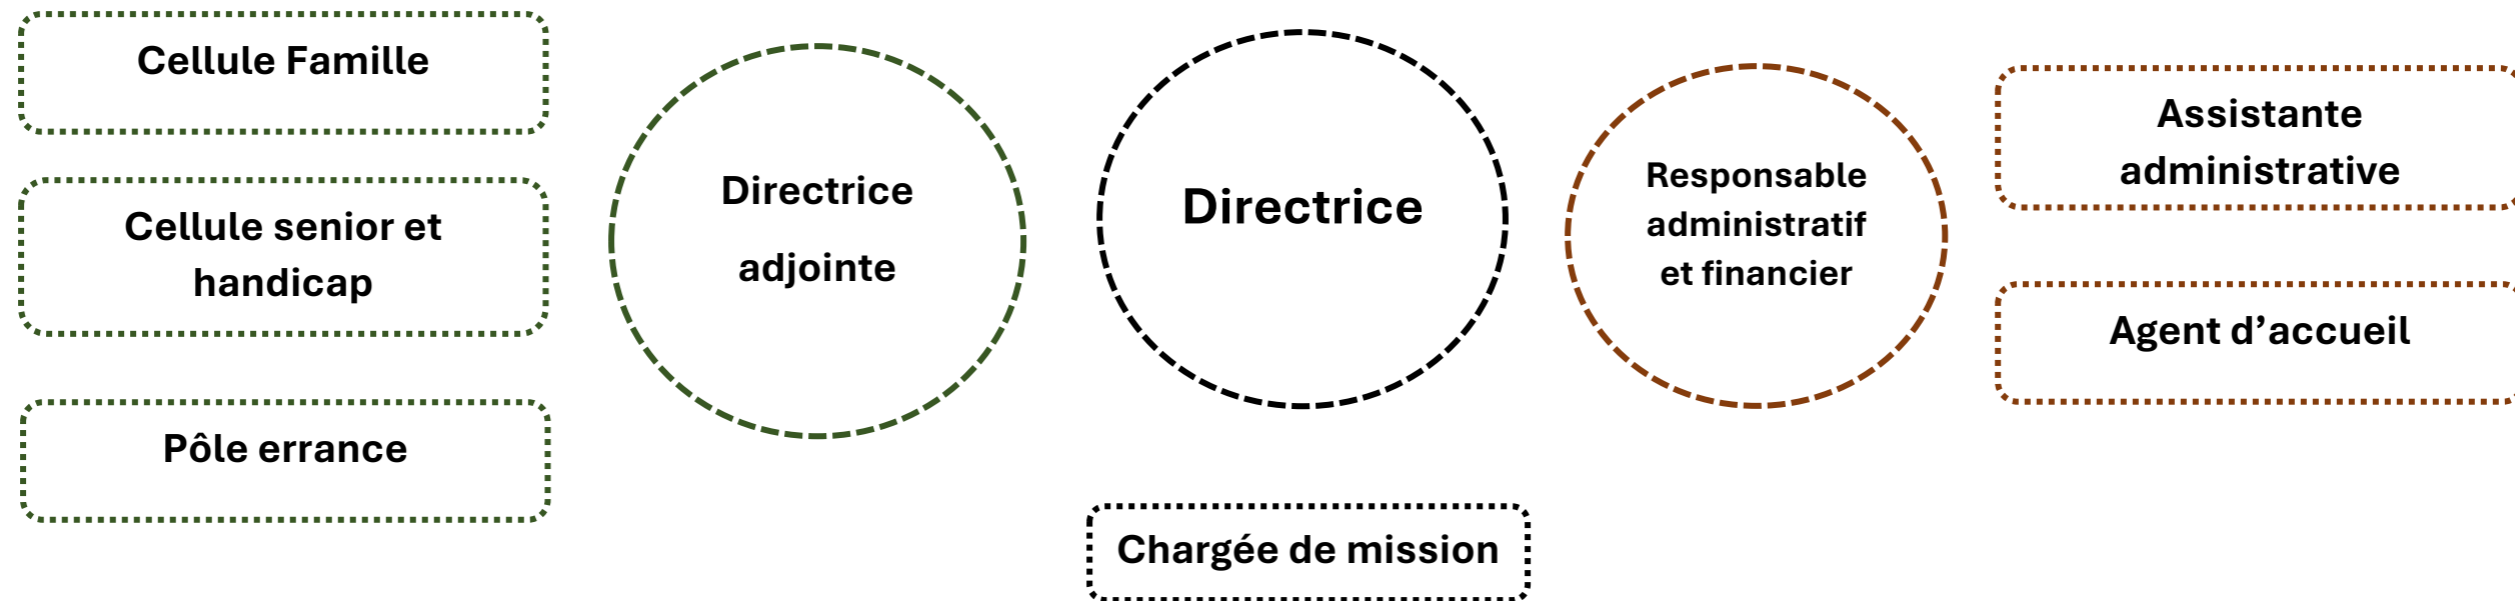 Cellule Famille
Cellule senior et
handicap
Pôle errance
Directrice
adjointe
Directrice
Chargée de mission
Responsable
administratif
et financier
Assistante
administrative
Agent d’accueil